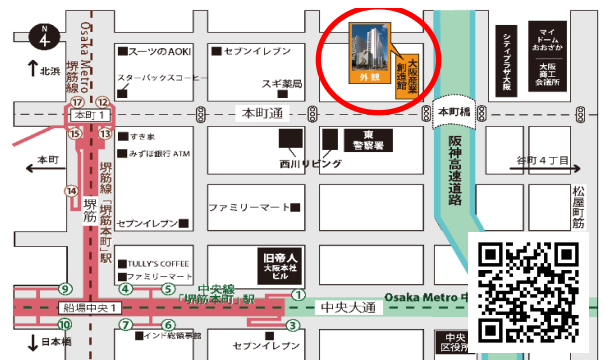 N
4
Osaka Metro
堺筋線
↑北浜
スーツのAOKI
セブンイレブン
外観
大阪産業
創造館
シティプラザ大阪
マイ
ドーム
おおさか
大阪
商工
会議所
スターバックスコーヒー
スギ薬局
⑰
⑫
本町1
本町通
本町橋
⑮
⑬
すき家
みずほ銀行 ATM
西川リビング
東
警察署
阪神高速道路
←本町
谷町4丁目
⑭
堺筋
堺筋線「堺筋本町」駅
松屋町筋
ファミリーマート
セブンイレブン
TULLY'S COFFEE
ファミリーマート
旧帝人
大阪本社
ビル
⑨
④
⑤
中央線
「堺筋本町」駅
①
船場中央1
中央大通
Osaka Metro 中
⑩
⑦
⑥
③
↓日本橋
インド総領事館
セブンイレブン
中央
区役所